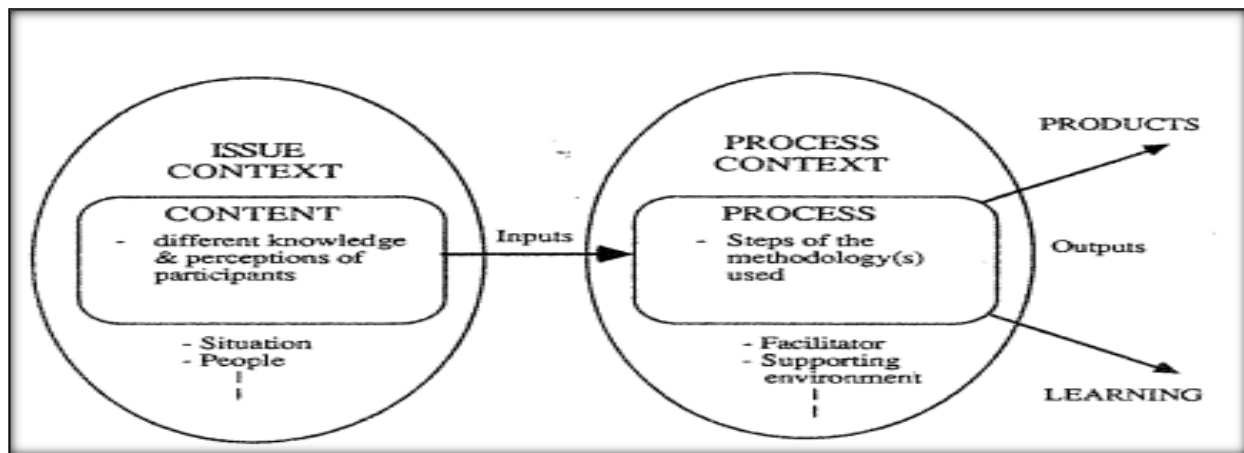 ISSUE
CONTEXT
CONTENT
- different knowledge
& perceptions of
participants
- Situation
- People
Inputs
PROCESS
CONTEXT
PROCESS
- Steps of the
methodology(s)
used
- Facilitator
- Supporting
environment
PRODUCTS
Outputs
LEARNING